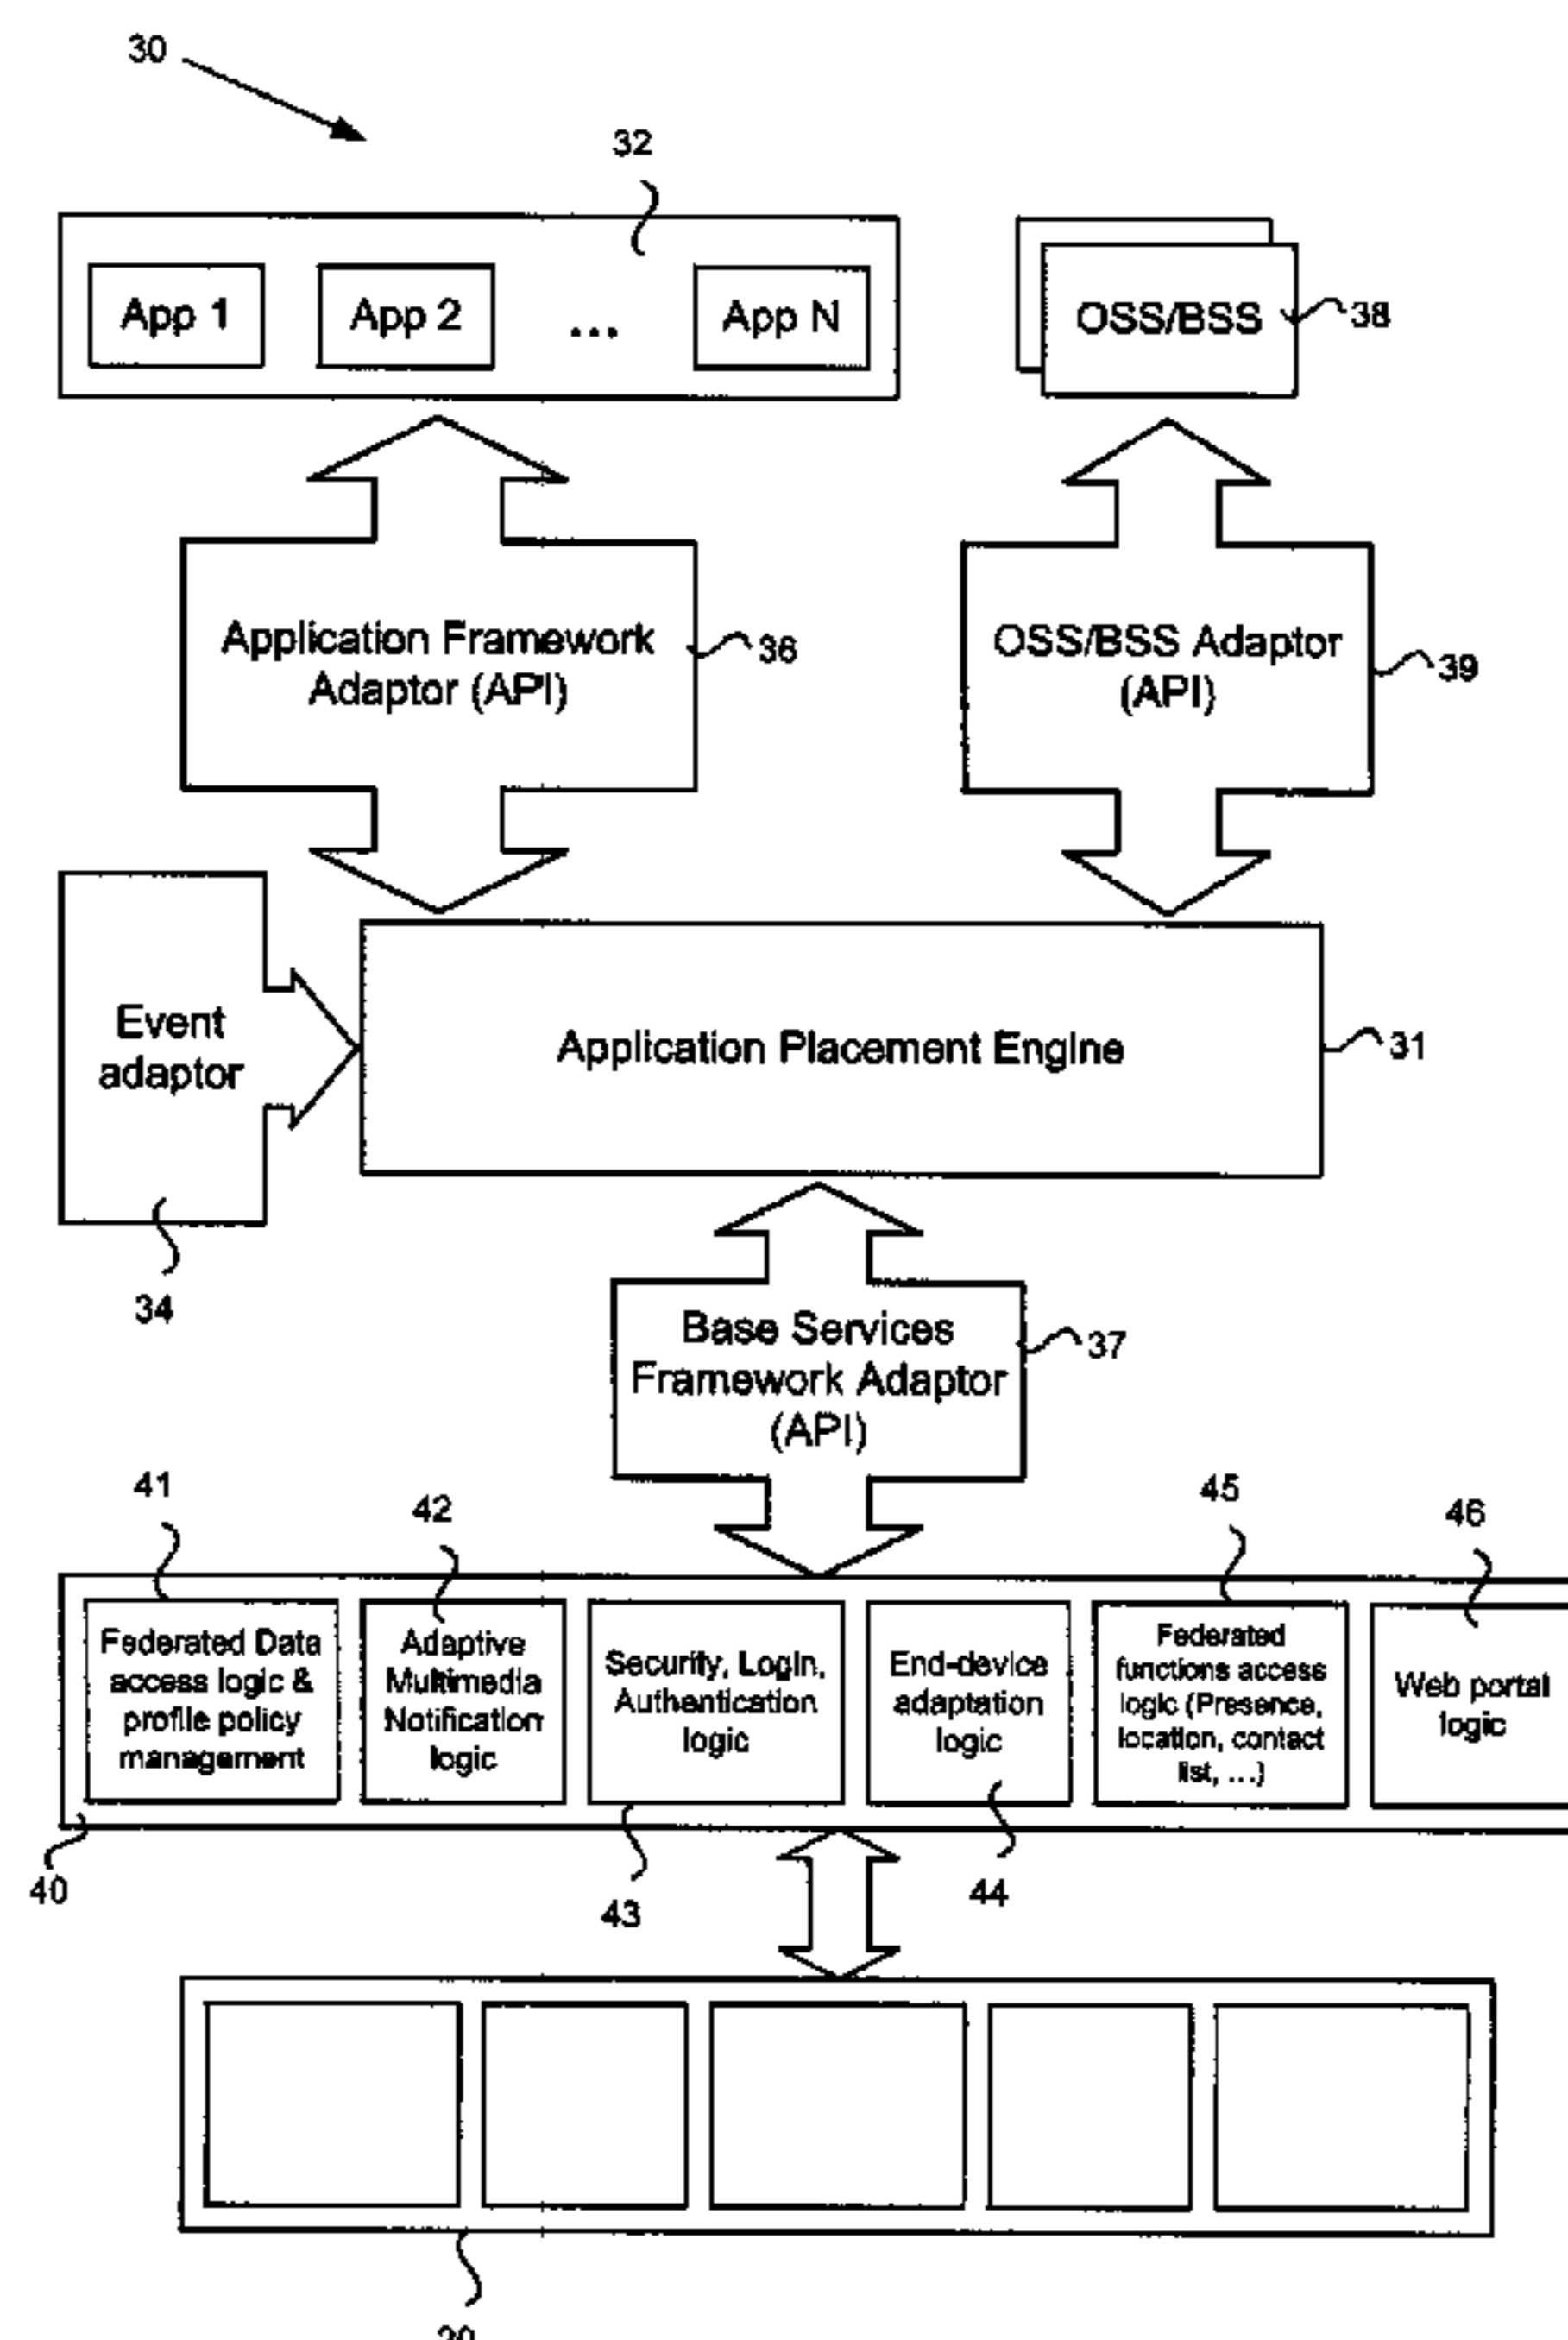 30
32
App 1
App 2
...
App N
OSS/BSS
38
Application Framework
Adaptor (API)
36
OSS/BSS Adaptor
(API)
39
Event
adaptor
34
Application Placement Engine
31
Base Services
Framework Adaptor
(API)
37
41
42
45
46
Federated Data
access logic &
profile policy
management
Adaptive
Multimedia
Notification
logic
Security, Login,
Authentication
logic
End-device
adaptation
logic
Federated
functions access
logic (Presence,
location, contact
list, ...)
Web portal
logic
40
43
44